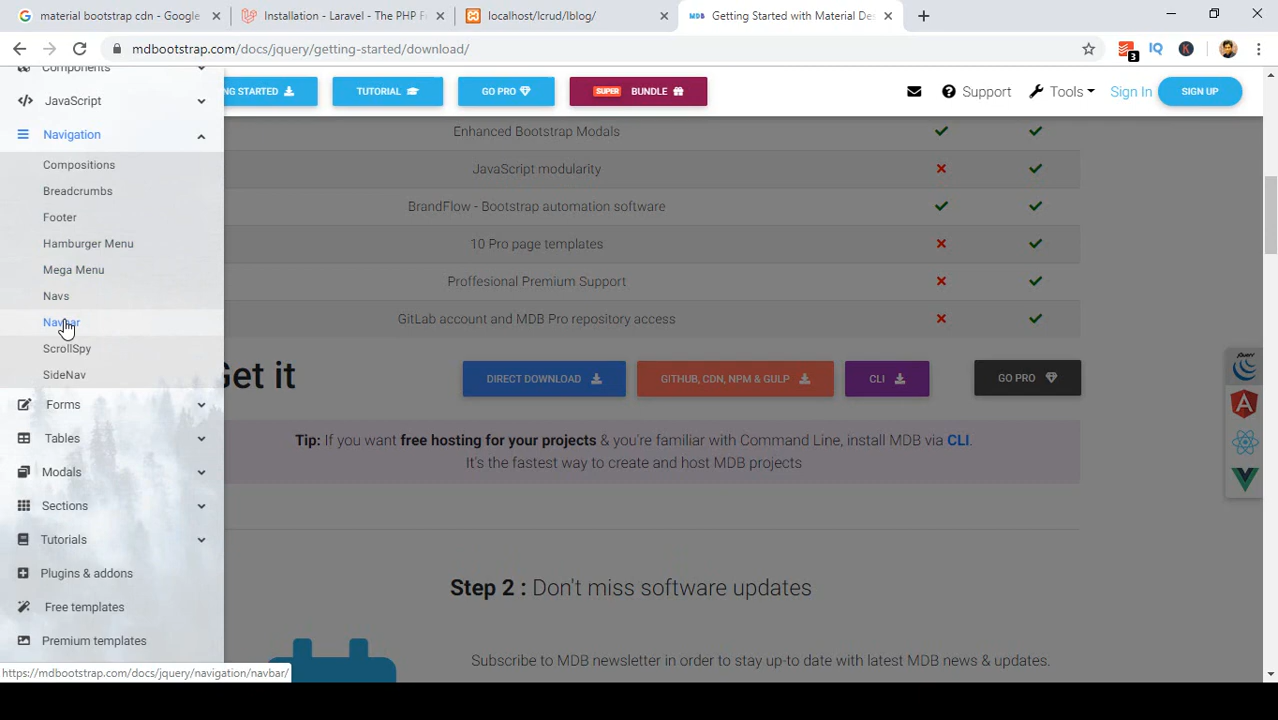 material bootstrap cdn - Google
Installation - Laravel - The PHP F
localhost/lcrud/lblog/
MDB Getting Started with Material De
mdbootstrap.com/docs/jquery/getting-started/download/
3
IQ
K
Components
NG STARTED
TUTORIAL
GO PRO
SUPER BUNDLE
Support
Tools
Sign In
SIGN UP
JavaScript
Navigation
Compositions
Breadcrumbs
Footer
Hamburger Menu
Mega Menu
Navs
Navbar
ScrollSpy
SideNav
Forms
Tables
Modals
Sections
Tutorials
Plugins & addons
Free templates
Premium templates
Enhanced Bootstrap Modals
JavaScript modularity
BrandFlow - Bootstrap automation software
10 Pro page templates
Proffesional Premium Support
GitLab account and MDB Pro repository access
Get it
DIRECT DOWNLOAD
GITHUB, CDN, NPM & GULP
CLI
GO PRO
Tip: If you want free hosting for your projects & you're familiar with Command Line, install MDB via CLI.
It's the fastest way to create and host MDB projects
Step 2 : Don't miss software updates
Subscribe to MDB newsletter in order to stay up-to date with latest MDB news & updates.
jQuery
https://mdbootstrap.com/docs/jquery/navigation/navbar/